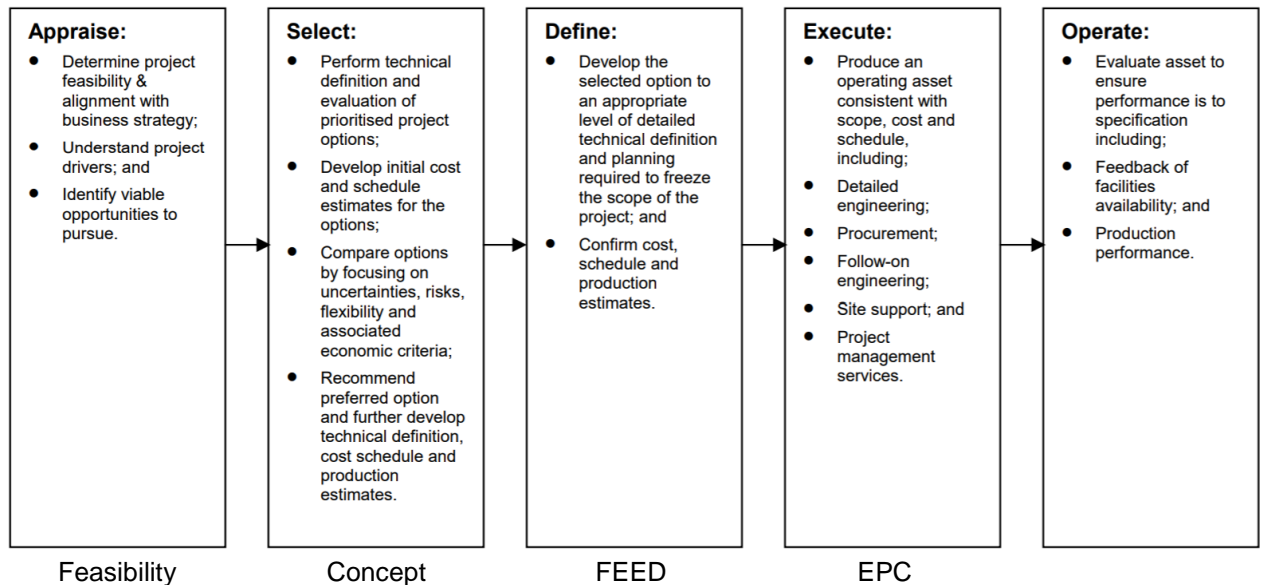 Appraise:
● Determine project
feasibility &
alignment with
business strategy;
● Understand project
drivers; and
● Identify viable
opportunities to
pursue.
Feasibility
Select:
● Perform technical
definition and
evaluation of
prioritised project
options;
● Develop initial cost
and schedule
estimates for the
options;
● Compare options
by focusing on
uncertainties, risks,
flexibility and
associated
economic criteria;
● Recommend
preferred option
and further develop
technical definition,
cost schedule and
production
estimates.
Concept
Define:
● Develop the
selected option to
an appropriate
level of detailed
technical definition
and planning
required to freeze
the scope of the
project; and
● Confirm cost,
schedule and
production
estimates.
FEED
Execute:
● Produce an
operating asset
consistent with
scope, cost and
schedule,
including;
● Detailed
engineering;
● Procurement;
● Follow-on
engineering;
● Site support; and
● Project
management
services.
EPC
Operate:
● Evaluate asset to
ensure
performance is to
specification
including;
● Feedback of
facilities
availability; and
● Production
performance.